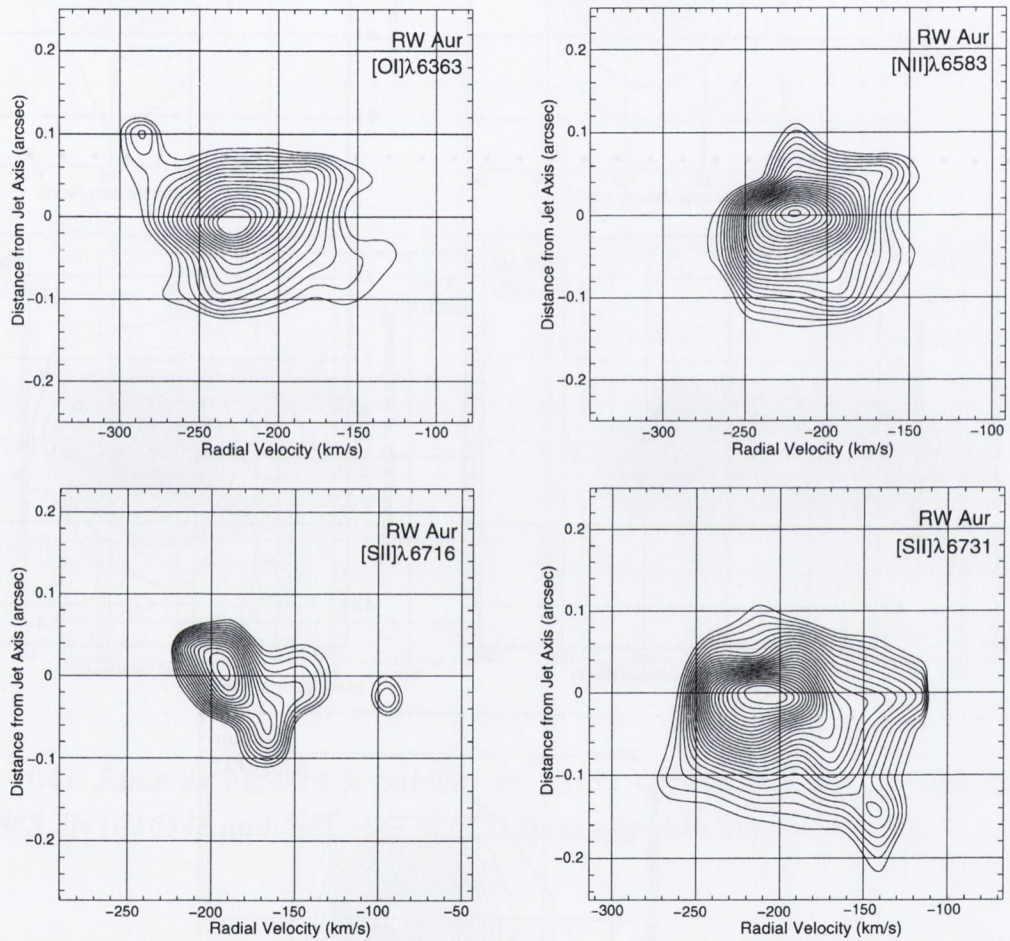 RW Aur
[OI]λ6363
Distance from Jet Axis (arcsec)
0.2
0.1
0
−0.1
−0.2
−300
−250
−200
−150
−100
Radial Velocity (km/s)
RW Aur
[NII]λ6583
Distance from Jet Axis (arcsec)
0.2
0.1
0
−0.1
−0.2
−300
−250
−200
−150
−100
Radial Velocity (km/s)
RW Aur
[SII]λ6716
Distance from Jet Axis (arcsec)
0.2
0.1
0
−0.1
−0.2
−250
−200
−150
−100
−50
Radial Velocity (km/s)
RW Aur
[SII]λ6731
Distance from Jet Axis (arcsec)
0.2
0.1
0
−0.1
−0.2
−300
−250
−200
−150
−100
Radial Velocity (km/s)